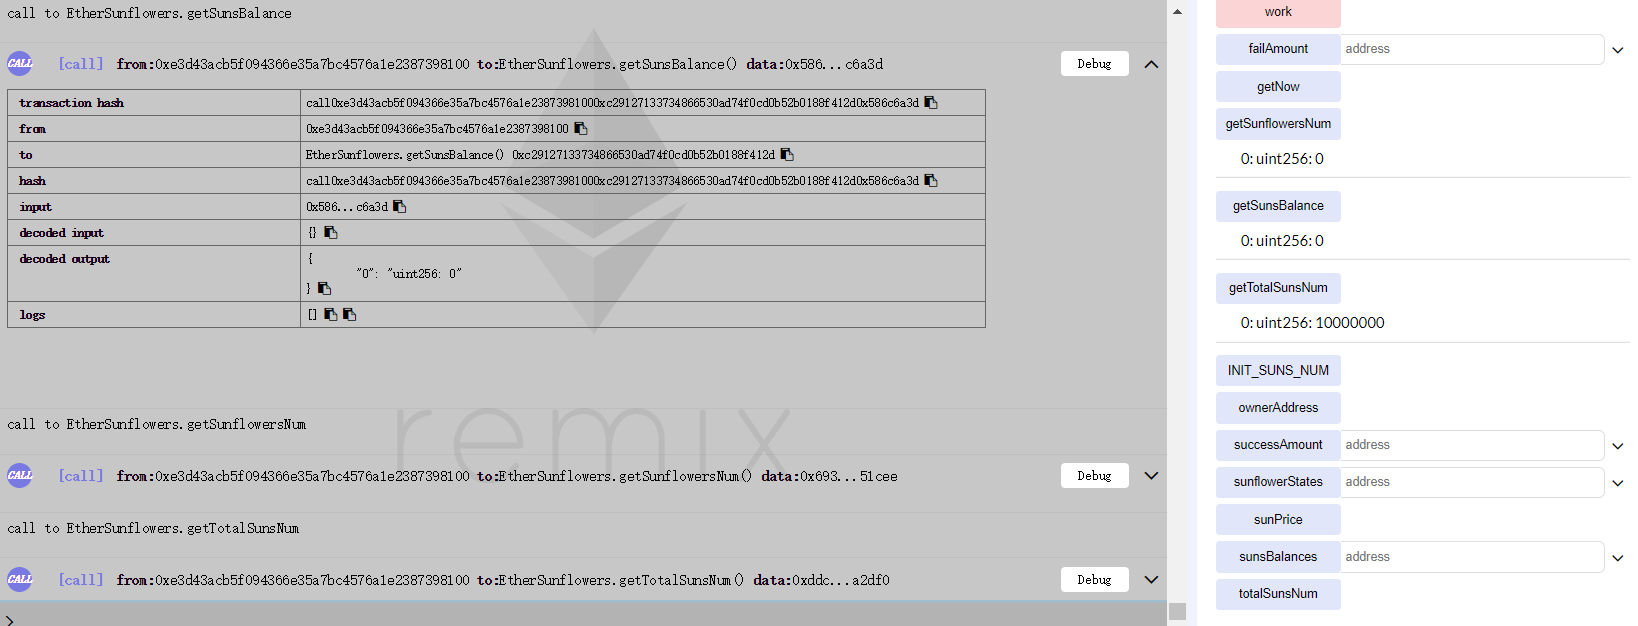 call to EtherSunflowers.getSunsBalance
CALL [call] from:0xe3d43acb5f094366e35a7bc4576a1e2387398100 to:EtherSunflowers.getSunsBalance() data:0x586...c6a3d Debug
transaction hash call0xe3d43acb5f094366e35a7bc4576a1e23873981000xc29127133734866530ad74f0cd0b52b0188f412d0x586c6a3d
from 0xe3d43acb5f094366e35a7bc4576a1e2387398100
to EtherSunflowers.getSunsBalance() 0xc29127133734866530ad74f0cd0b52b0188f412d
hash call0xe3d43acb5f094366e35a7bc4576a1e23873981000xc29127133734866530ad74f0cd0b52b0188f412d0x586c6a3d
input 0x586...c6a3d
decoded input {}
decoded output {
"0": "uint256: 0"
}
logs []
remix
call to EtherSunflowers.getSunflowersNum
CALL [call] from:0xe3d43acb5f094366e35a7bc4576a1e2387398100 to:EtherSunflowers.getSunflowersNum() data:0x693...51cee Debug
call to EtherSunflowers.getTotalSunsNum
CALL [call] from:0xe3d43acb5f094366e35a7bc4576a1e2387398100 to:EtherSunflowers.getTotalSunsNum() data:0xddc...a2df0 Debug
>
work
failAmount address
getNow
getSunflowersNum
0: uint256: 0
getSunsBalance
0: uint256: 0
getTotalSunsNum
0: uint256: 10000000
INIT_SUNS_NUM
ownerAddress
successAmount address
sunflowerStates address
sunPrice
sunsBalances address
totalSunsNum